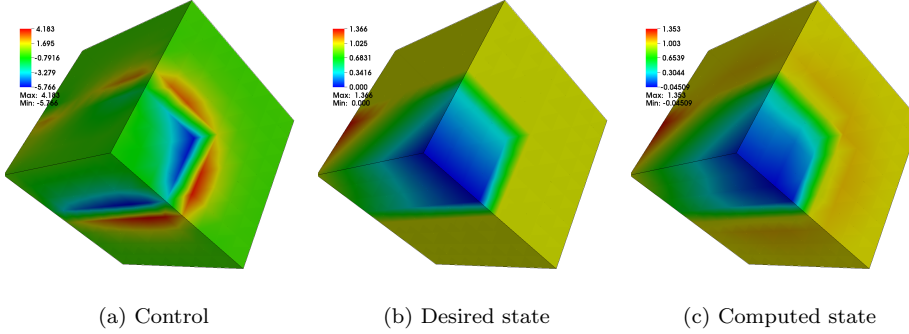 4.183
1.695
-0.7916
-3.279
-5.766
Max: 4.183
Min: -5.766
1.366
1.025
0.6831
0.3416
0.000
Max: 1.366
Min: 0.000
1.353
1.003
0.6539
0.3044
-0.04509
Max: 1.353
Min: -0.04509
(a) Control
(b) Desired state
(c) Computed state